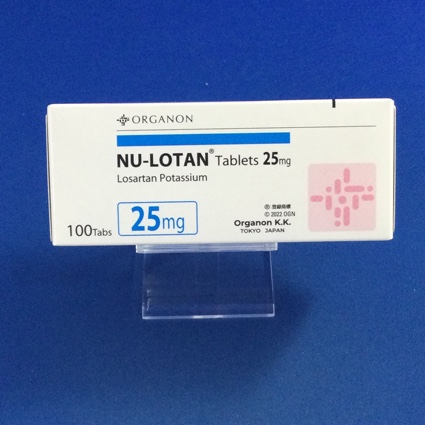 ORGANON
NU-LOTAN® Tablets 25mg
Losartan Potassium
100Tabs
25mg
® 登録商標
© 2022 OGN
Organon K.K.
TOKYO JAPAN